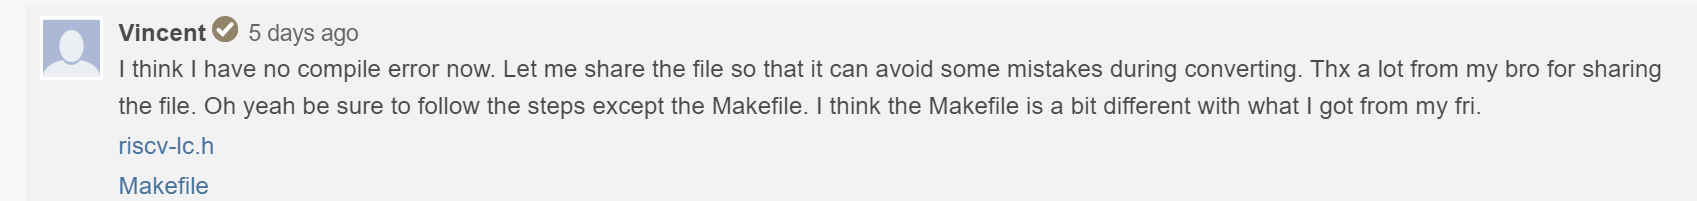 Vincent 5 days ago
I think I have no compile error now. Let me share the file so that it can avoid some mistakes during converting. Thx a lot from my bro for sharing
the file. Oh yeah be sure to follow the steps except the Makefile. I think the Makefile is a bit different with what I got from my fri.
riscv-lc.h
Makefile